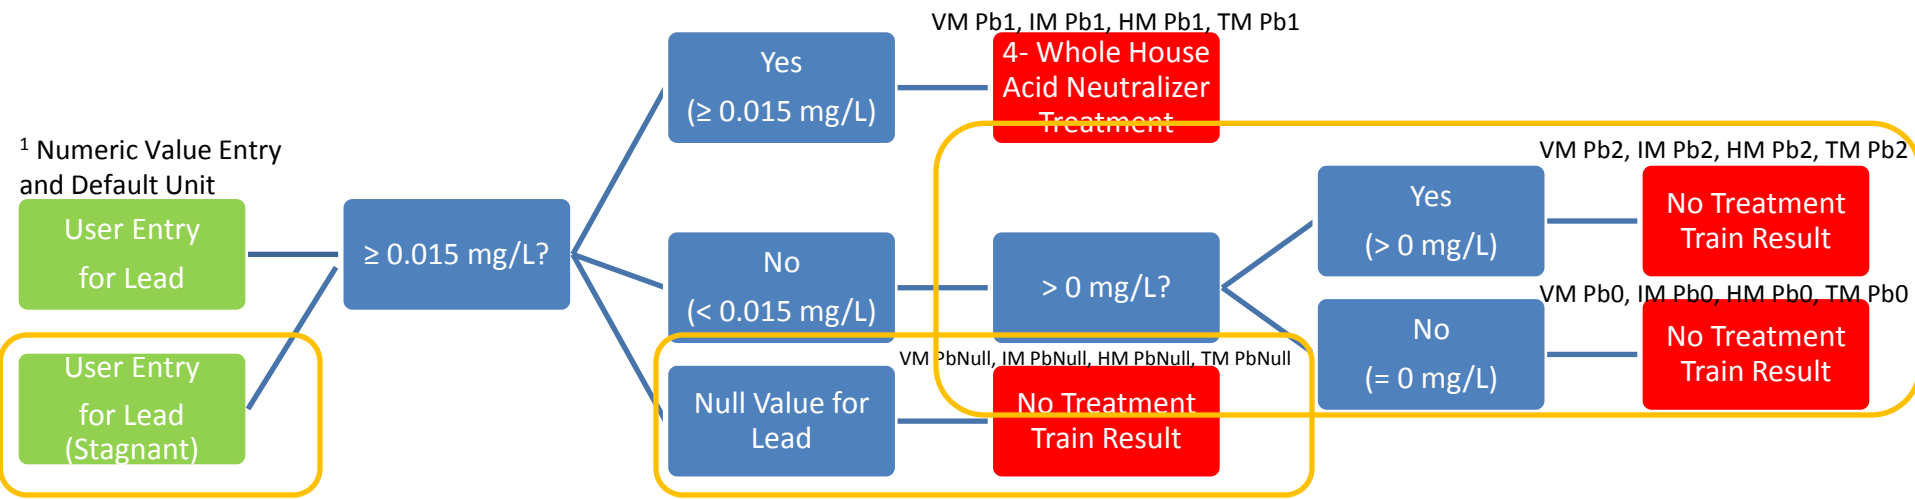 VM Pb1, IM Pb1, HM Pb1, TM Pb1
Yes
(≥ 0.015 mg/L)
4- Whole House
Acid Neutralizer
Treatment
¹ Numeric Value Entry
and Default Unit
User Entry
for Lead
≥ 0.015 mg/L?
No
(< 0.015 mg/L)
> 0 mg/L?
VM Pb2, IM Pb2, HM Pb2, TM Pb2
Yes
(> 0 mg/L)
No Treatment
Train Result
VM Pb0, IM Pb0, HM Pb0, TM Pb0
No
(= 0 mg/L)
No Treatment
Train Result
User Entry
for Lead
(Stagnant)
VM PbNull, IM PbNull, HM PbNull, TM PbNull
Null Value for
Lead
No Treatment
Train Result